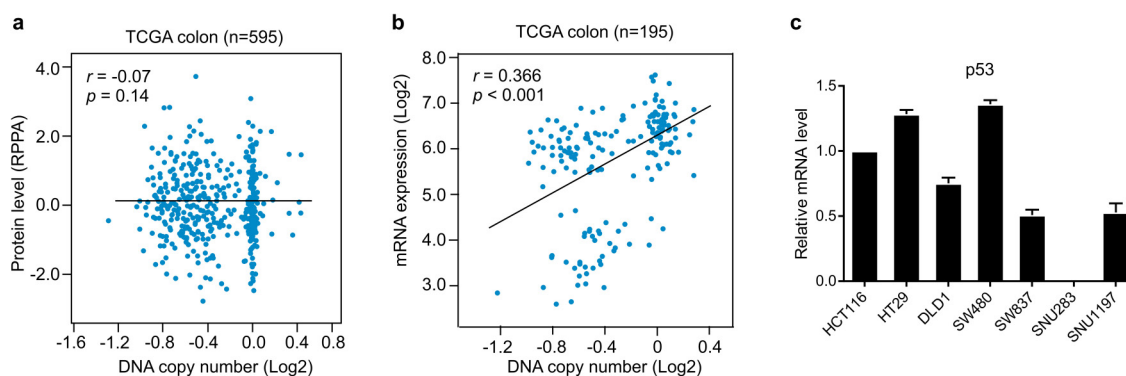 a
TCGA colon (n=595)
r = -0.07
p = 0.14
Protein level (RPPA)
4.0
2.0
0.0
-2.0
-1.6 -1.2 -0.8 -0.4 0.0 0.4 0.8
DNA copy number (Log2)
b
TCGA colon (n=195)
r = 0.366
p < 0.001
mRNA expression (Log2)
8.0
7.0
6.0
5.0
4.0
3.0
-1.2 -0.8 -0.4 0 0.4
DNA copy number (Log2)
c
p53
Relative mRNA level
1.5
1.0
0.5
0.0
HCT116
HT29
DLD1
SW480
SW837
SNU283
SNU1197